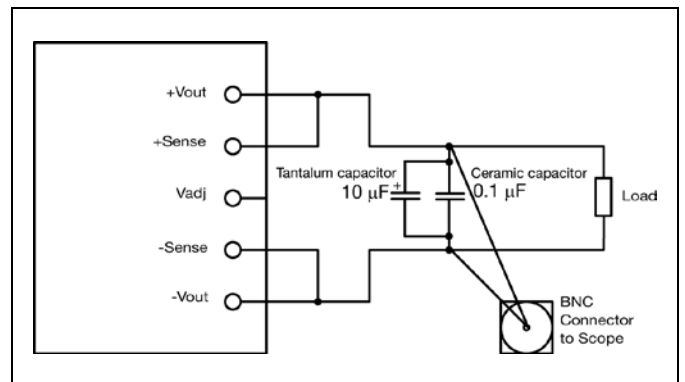 +Vout
+Sense
Vadj
-Sense
-Vout
Tantalum capacitor
10 µF+
Ceramic capacitor
0.1 µF
Load
BNC
Connector
to Scope